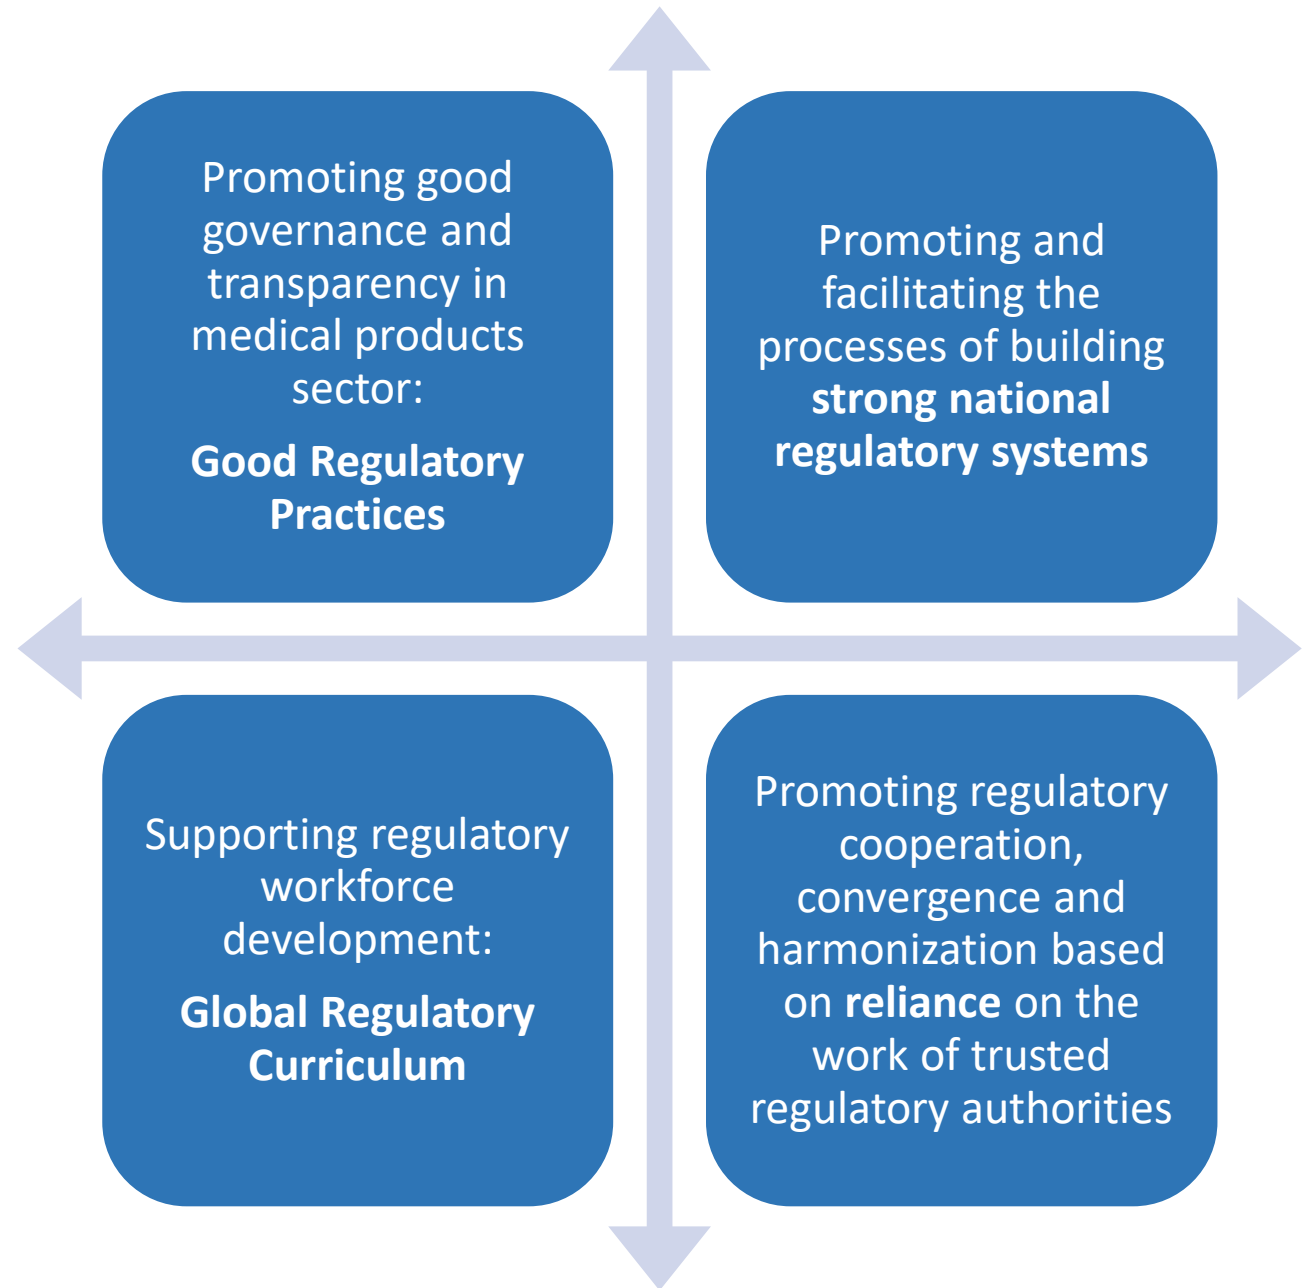 Promoting good
governance and
transparency in
medical products
sector:
Good Regulatory
Practices
Promoting and
facilitating the
processes of building
strong national
regulatory systems
Supporting regulatory
workforce
development:
Global Regulatory
Curriculum
Promoting regulatory
cooperation,
convergence and
harmonization based
on reliance on the
work of trusted
regulatory authorities